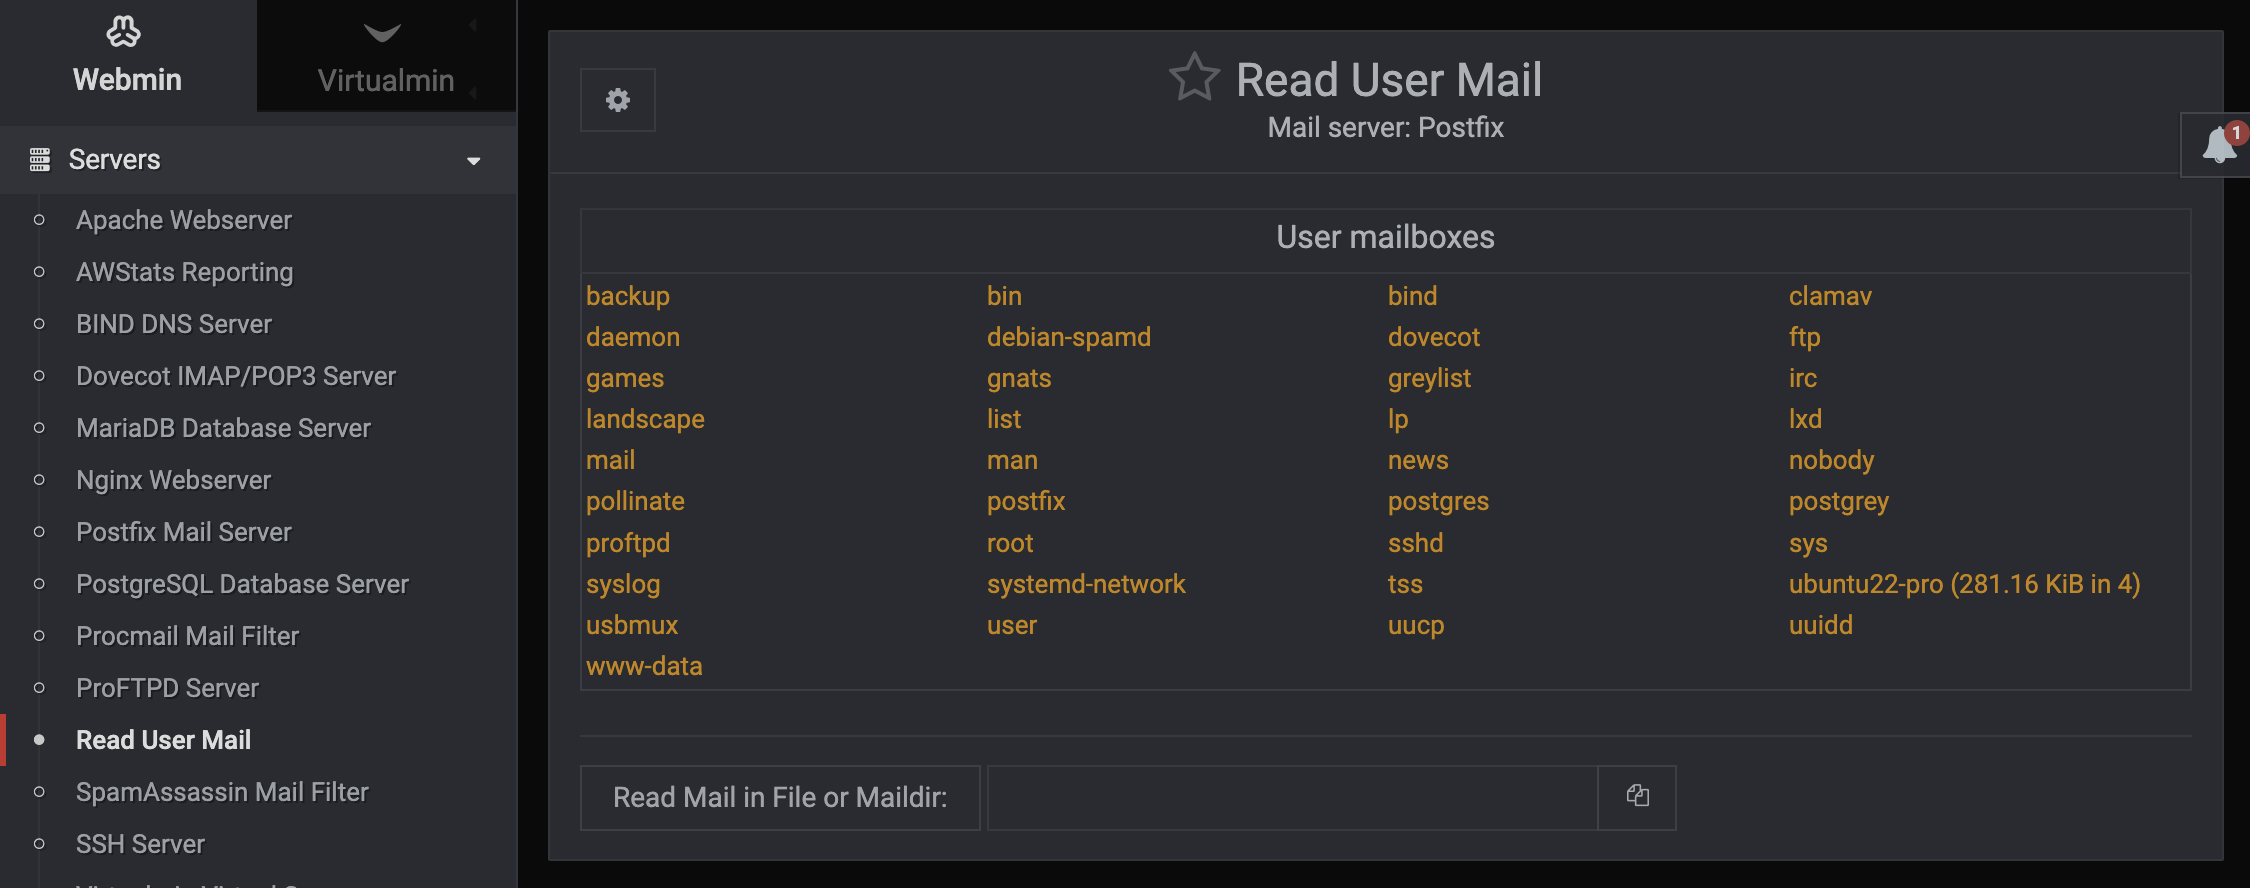 Webmin
Virtualmin
Servers
Apache Webserver
AWStats Reporting
BIND DNS Server
Dovecot IMAP/POP3 Server
MariaDB Database Server
Nginx Webserver
Postfix Mail Server
PostgreSQL Database Server
Procmail Mail Filter
ProFTPD Server
Read User Mail
SpamAssassin Mail Filter
SSH Server
Read User Mail
Mail server: Postfix
1
User mailboxes
backup bin bind clamav
daemon debian-spamd dovecot ftp
games gnats greylist irc
landscape list lp lxd
mail man news nobody
pollinate postfix postgres postgrey
proftpd root sshd sys
syslog systemd-network tss ubuntu22-pro (281.16 KiB in 4)
usbmux user uucp uuidd
www-data
Read Mail in File or Maildir: